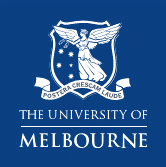 POSTERA CRESCAM LAUDE
THE UNIVERSITY OF
MELBOURNE